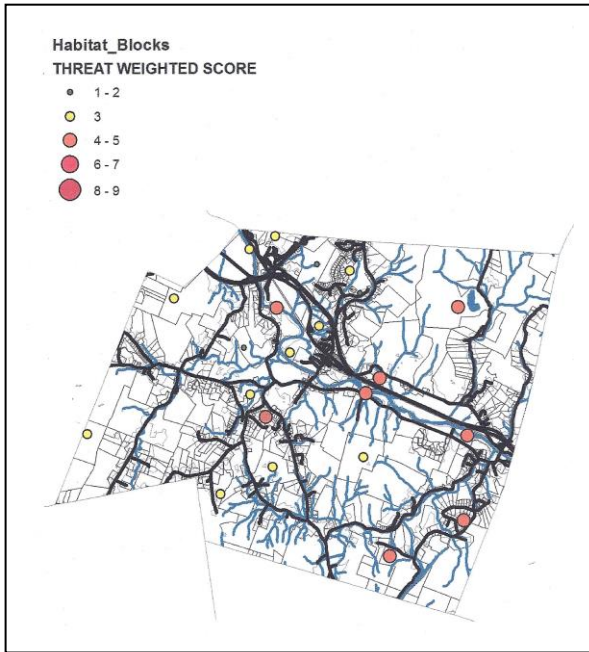 Habitat_Blocks
THREAT WEIGHTED SCORE
1 - 2
3
4 - 5
6 - 7
8 - 9